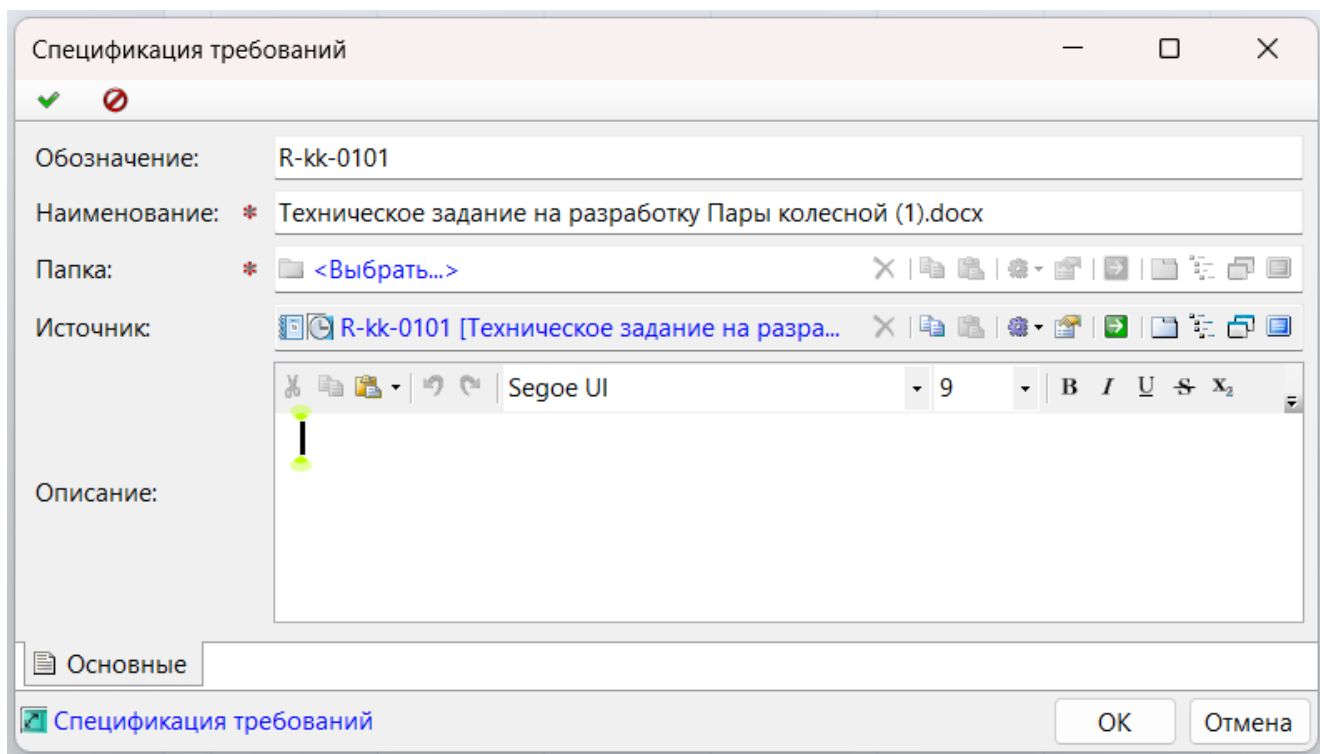 Спецификация требований
Обозначение: R-kk-0101
Наименование: * Техническое задание на разработку Пары колесной (1).docx
Папка: * <Выбрать...>
Источник: R-kk-0101 [Техническое задание на разра...
Segoe UI 9 B I U S X₂
Описание:
Основные
Спецификация требований OK Отмена